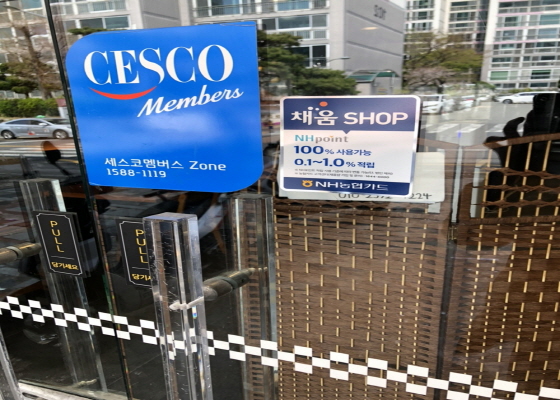 CESCO
Members
세스코멤버스 Zone
1588-1119
채움 SHOP
NHpoint
100% 사용가능
0.1~1.0% 적립
NH농협카드
PULL
당기세요
PULL
당기세요